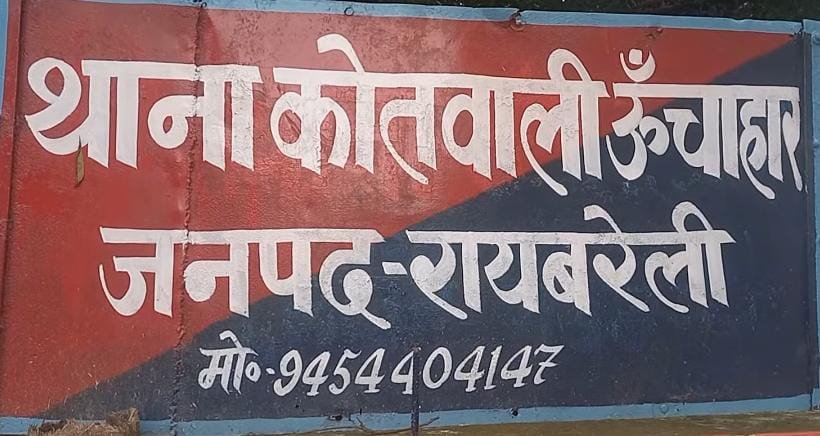 थाना कोतवाली ऊँचाहार
जनपद-रायबरेली
मो०-9454404147